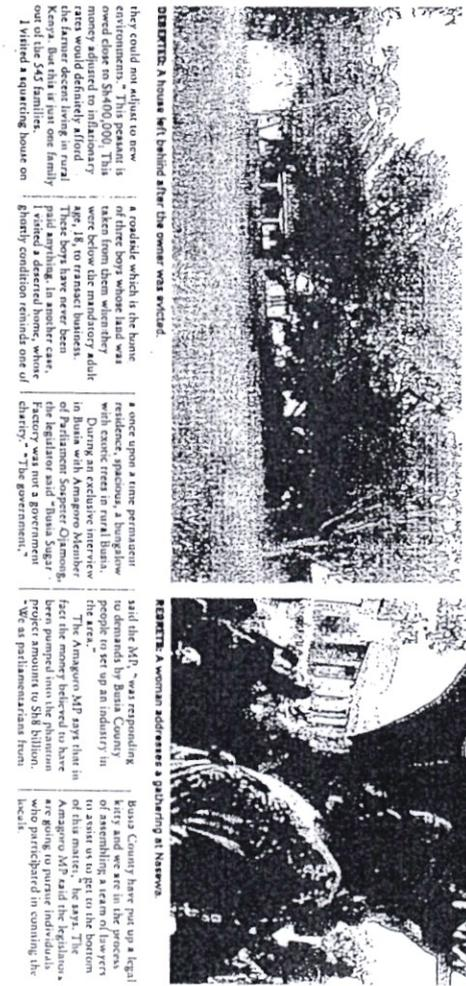 DESERTED: A house left behind after the owner was evicted.
REGRETS: A woman addresses a gathering at Nasewa.
they could not adjust to new
environments." This peasant is
owed close to Sh400,000. This
money adjusted to inflationary
rates would definitely afford
the farmer decent living in rural
Kenya. But this is just one family
out of the 545 families.
I visited a squatting house on
a roadside which is the home
of three boys whose land was
taken from them when they
were below the mandatory adult
age, 18, to transact business.
These boys have never been
paid anything. In another case,
I visited a deserted home, whose
ghostly condition reminds one of
a once upon a time permanent
residence, spacious, a bungalow
with exotic trees in rural Busia.
During an exclusive interview
in Busia with Amagoro Member
of Parliament Sospeter Ojamong,
the legislator said "Busia Sugar
Factory was not a government
charity." "The government,"
said the MP, "was responding
to demands by Busia County
people to set up an industry in
the area."
The Amagoro MP says that in
fact the money believed to have
been pumped into the phantom
project amounts to Sh8 billion.
"We as parliamentarians from
Busia County have put up a legal
kitty and we are in the process
of assembling a team of lawyers
to assist us to get to the bottom
of this matter," he says. The
Amagoro MP said the legislators
are going to pursue individuals
who participated in conning the
locals.